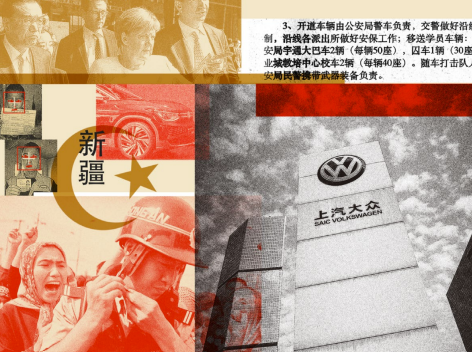 3、开道车辆由公安局警车负责，交警做好沿
制，沿线各派出所做好安保工作；移送学员车辆：
安局宇通大巴车2辆（每辆50座），囚车1辆（30座
业城教培中心校车2辆（每辆40座）。随车打击队
安局民警携带武器装备负责。
新疆
上汽大众
SAIC VOLKSWAGEN